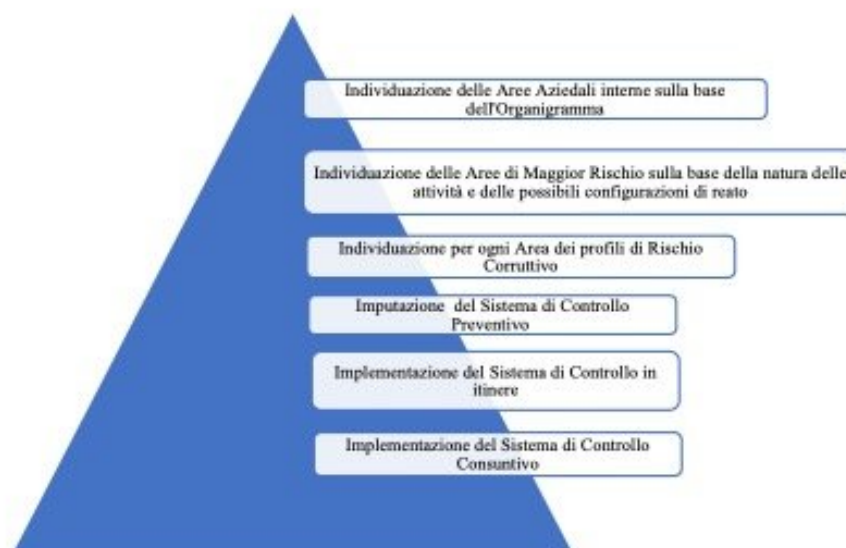 Individuazione delle Aree Aziedali interne sulla base
dell'Organigramma
Individuazione delle Aree di Maggior Rischio sulla base della natura delle
attività e delle possibili configurazioni di reato
Individuazione per ogni Area dei profili di Rischio
Corruttivo
Imputazione del Sistema di Controllo
Preventivo
Implementazione del Sistema di Controllo in
itinere
Implementazione del Sistema di Controllo
Consuntivo